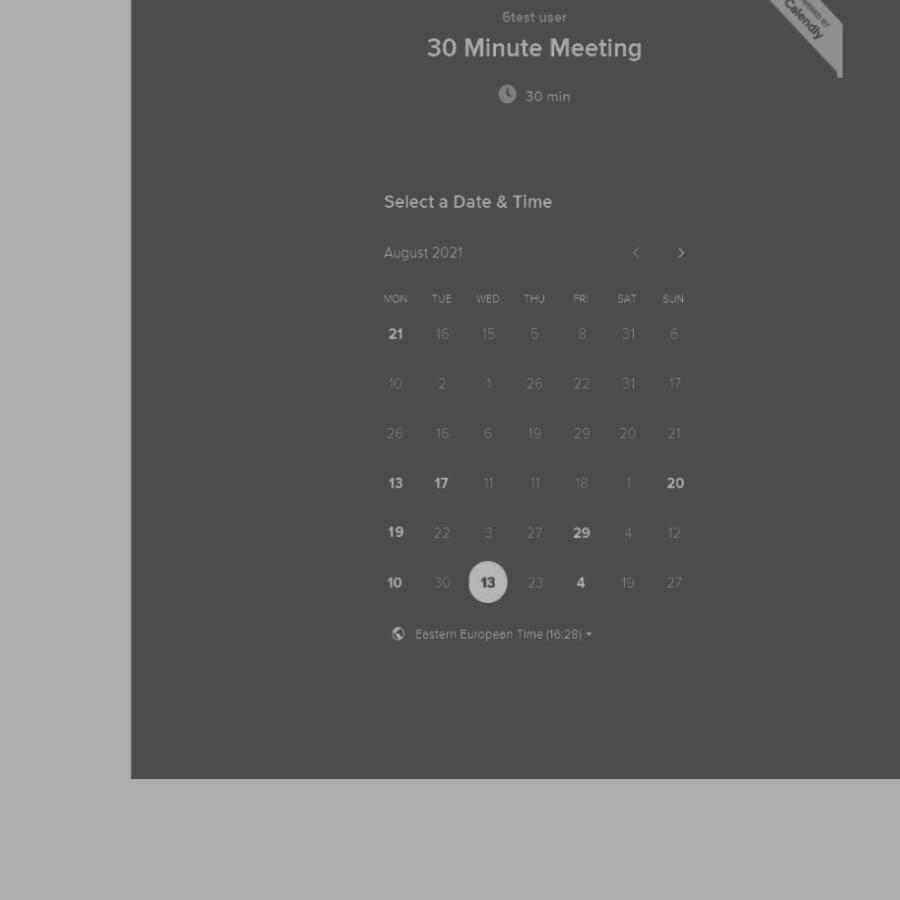 6test user
30 Minute Meeting
30 min
Calendly
Select a Date & Time
August 2021
MON TUE WED THU FRI SAT SUN
21 16 15 5 8 31 6
10 2 1 26 22 31 17
26 16 6 19 29 20 21
13 17 11 11 18 1 20
19 22 3 27 29 4 12
10 30 13 23 4 19 27
Eastern European Time (16:28)